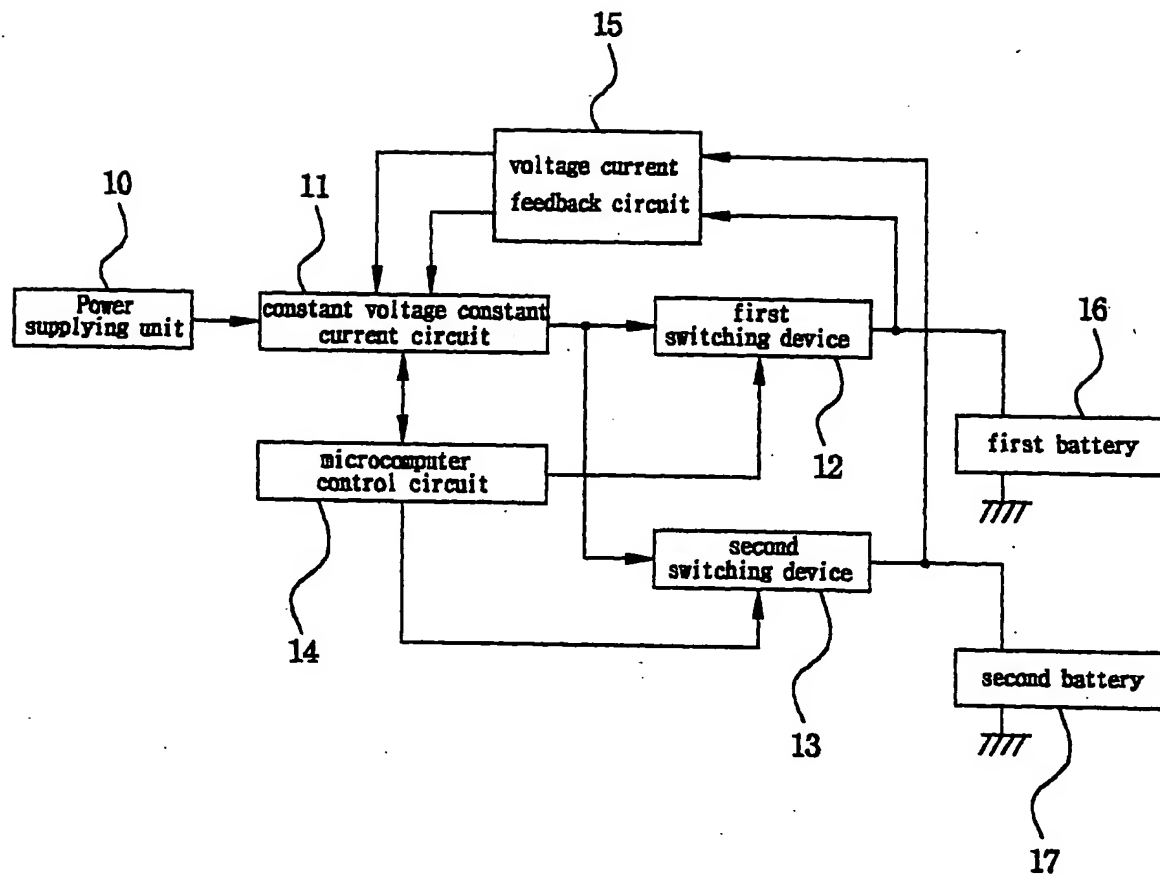 15
voltage current
feedback circuit
10
11
Power
supplying unit
constant voltage constant
current circuit
first
switching device
16
12
first battery
microcomputer
control circuit
second
switching device
14
second battery
13
17